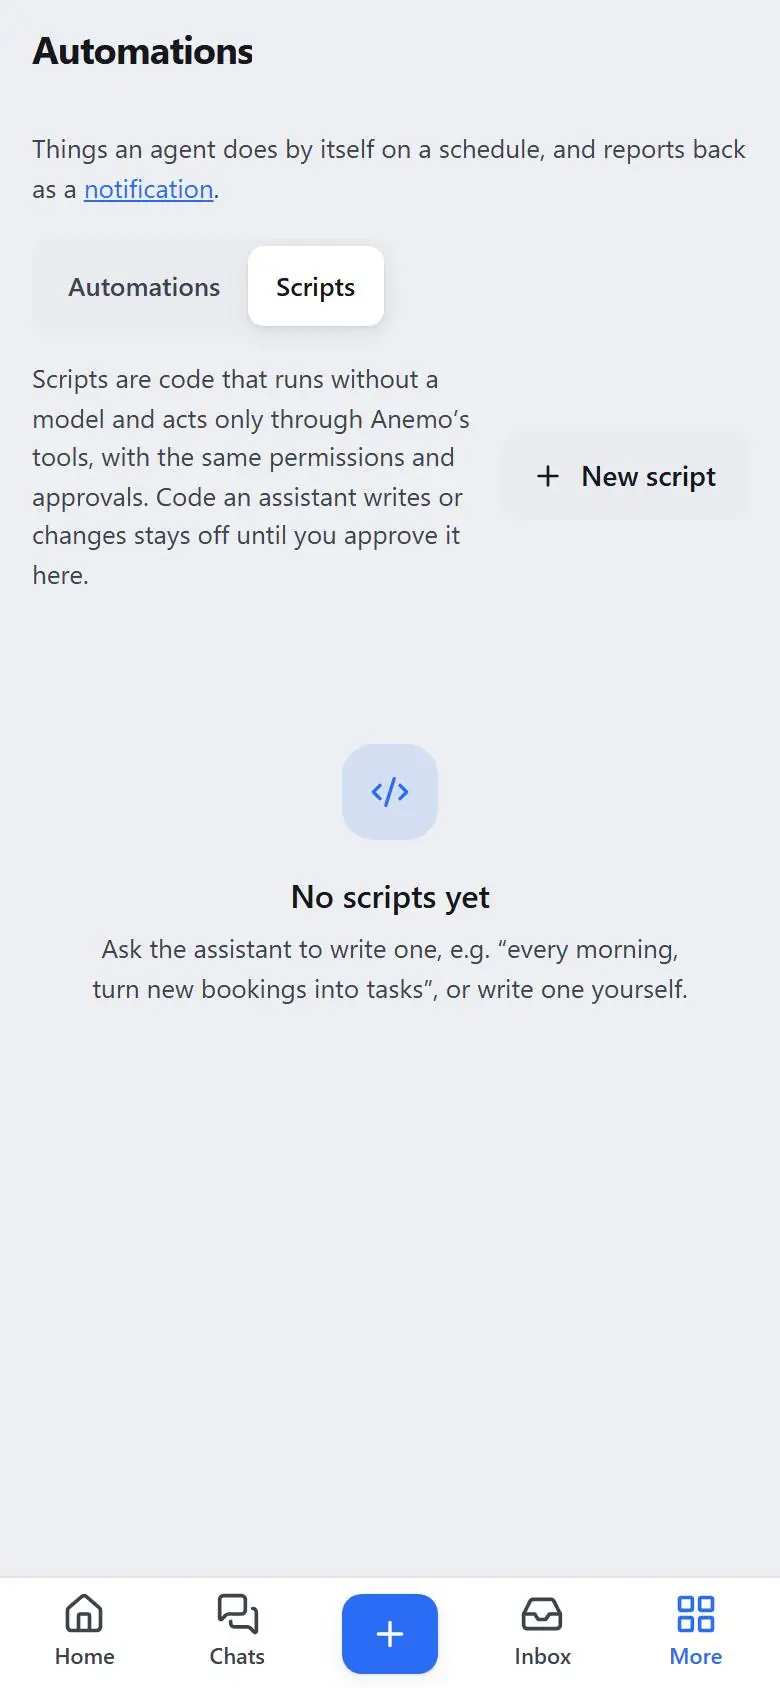 Automations
Things an agent does by itself on a schedule, and reports back
as a notification.
Automations
Scripts
Scripts are code that runs without a
model and acts only through Anemo’s
tools, with the same permissions and
approvals. Code an assistant writes or
changes stays off until you approve it
here.
New script
No scripts yet
Ask the assistant to write one, e.g. “every morning,
turn new bookings into tasks”, or write one yourself.
Home
Chats
Inbox
More